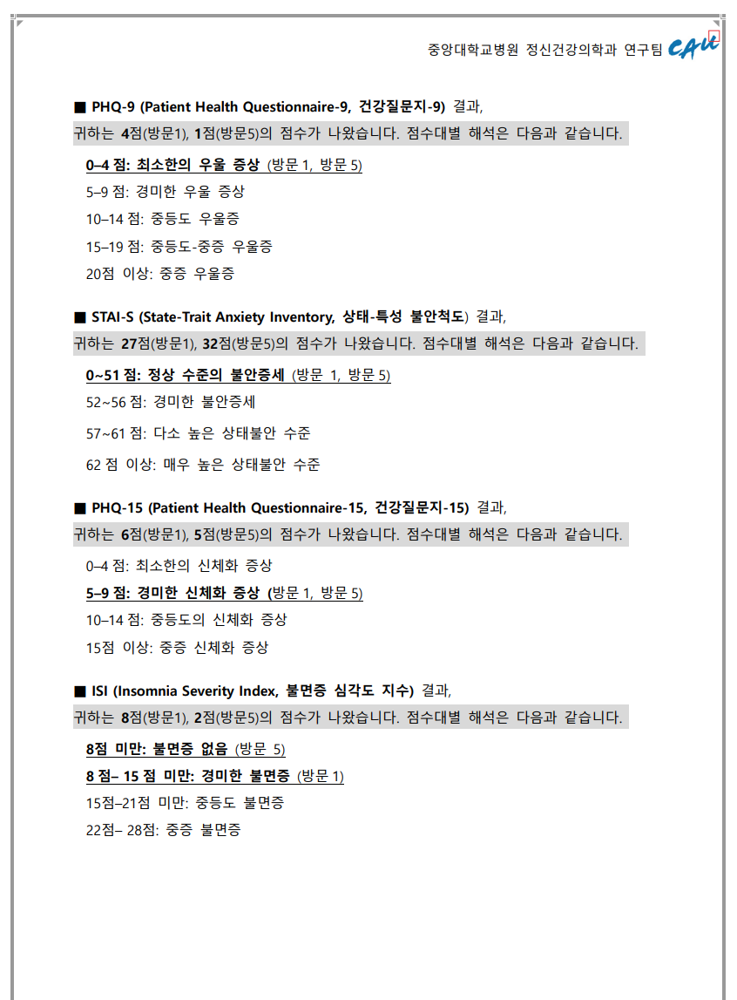 중앙대학교병원 정신건강의학과 연구팀 CAU
■ PHQ-9 (Patient Health Questionnaire-9, 건강질문지-9) 결과,
귀하는 4점(방문1), 1점(방문5)의 점수가 나왔습니다. 점수대별 해석은 다음과 같습니다.
0–4 점: 최소한의 우울 증상 (방문 1, 방문 5)
5–9 점: 경미한 우울 증상
10–14 점: 중등도 우울증
15–19 점: 중등도-중증 우울증
20점 이상: 중증 우울증
■ STAI-S (State-Trait Anxiety Inventory, 상태-특성 불안척도) 결과,
귀하는 27점(방문1), 32점(방문5)의 점수가 나왔습니다. 점수대별 해석은 다음과 같습니다.
0~51 점: 정상 수준의 불안증세 (방문 1, 방문 5)
52~56 점: 경미한 불안증세
57~61 점: 다소 높은 상태불안 수준
62 점 이상: 매우 높은 상태불안 수준
■ PHQ-15 (Patient Health Questionnaire-15, 건강질문지-15) 결과,
귀하는 6점(방문1), 5점(방문5)의 점수가 나왔습니다. 점수대별 해석은 다음과 같습니다.
0–4 점: 최소한의 신체화 증상
5–9 점: 경미한 신체화 증상 (방문 1, 방문 5)
10–14 점: 중등도의 신체화 증상
15점 이상: 중증 신체화 증상
■ ISI (Insomnia Severity Index, 불면증 심각도 지수) 결과,
귀하는 8점(방문1), 2점(방문5)의 점수가 나왔습니다. 점수대별 해석은 다음과 같습니다.
8점 미만: 불면증 없음 (방문 5)
8 점– 15 점 미만: 경미한 불면증 (방문 1)
15점–21점 미만: 중등도 불면증
22점– 28점: 중증 불면증